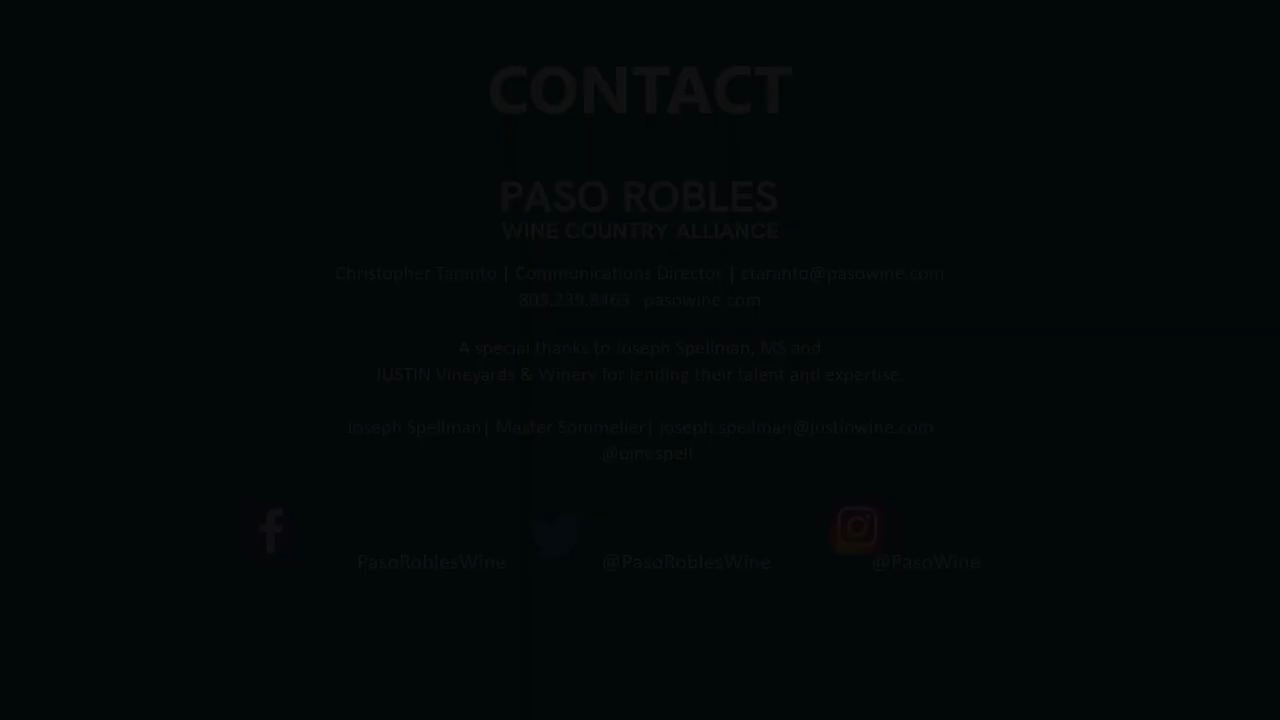 CONTACT
PASO ROBLES
WINE COUNTRY ALLIANCE
Christopher Taranto | Communications Director | ctaranto@pasowine.com
805.239.8463 pasowine.com
A special thanks to Joseph Spellman, MS and
JUSTIN Vineyards & Winery for lending their talent and expertise.
Joseph Spellman| Master Sommelier| joseph.spellman@justinwine.com
PasoRoblesWine @PasoRoblesWine @PasoWine